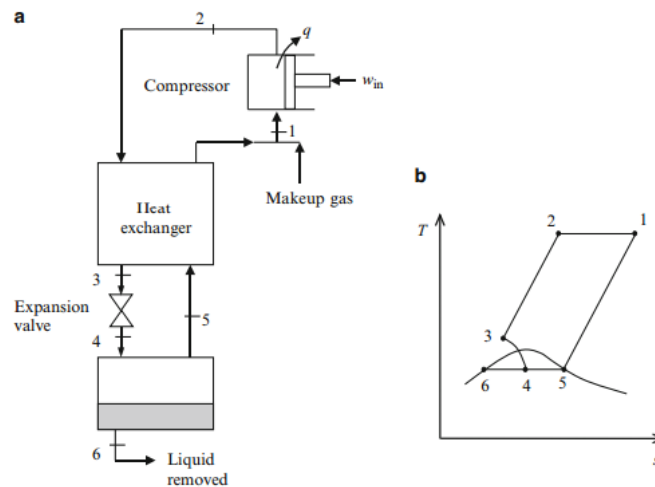 a
2
q
Compressor
w_in
1
Makeup gas
Heat
exchanger
3
Expansion
valve
4
5
6
Liquid
removed
b
T
2
1
3
6
4
5
s